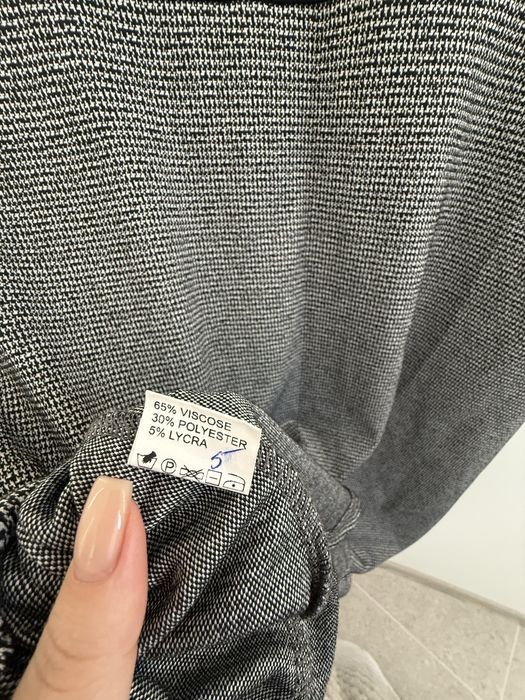 65% VISCOSE
30% POLYESTER
5% LYCRA
5
P